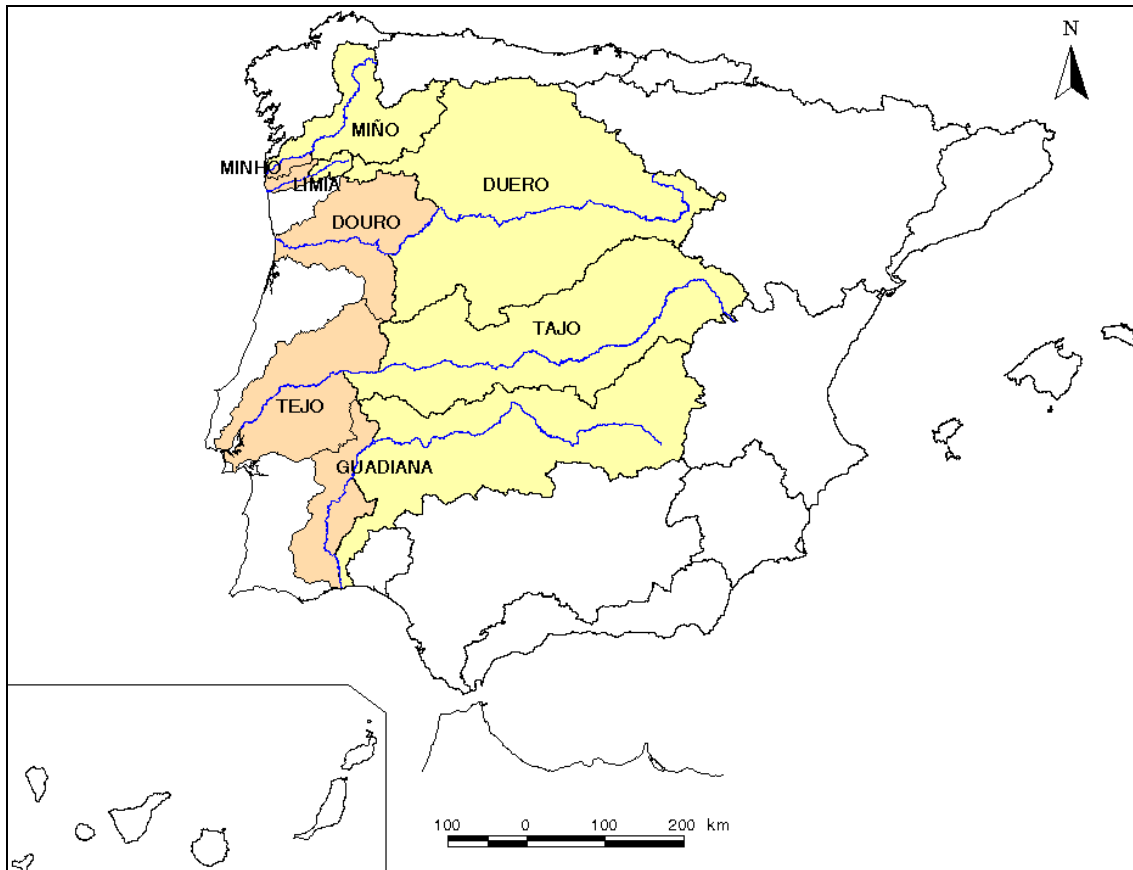 N
MIÑO
MINHO
LIMIA
DUERO
DOURO
TAJO
TEJO
GUADIANA
100 0 100 200 km